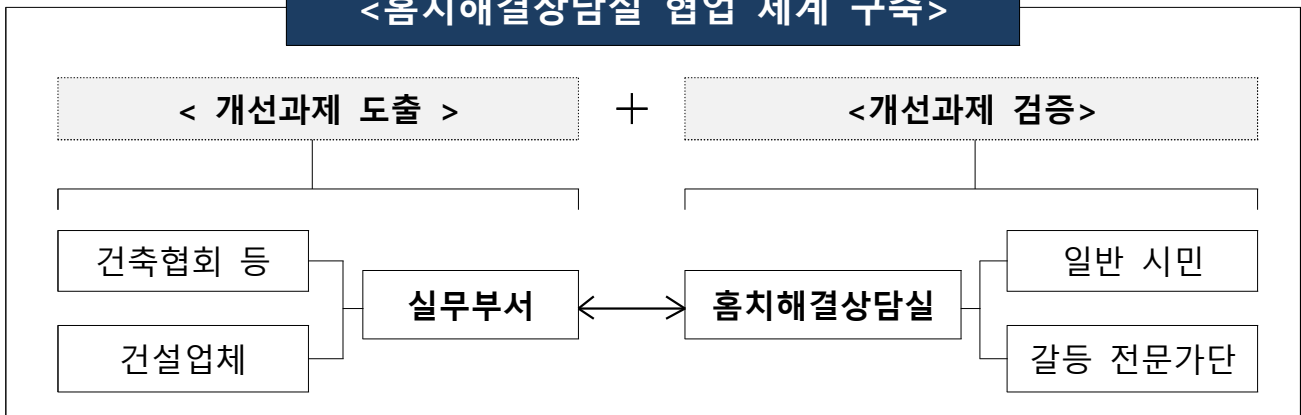 <홈치해결상담실 협업 체계 구축>
< 개선과제 도출 >
+
<개선과제 검증>
건축협회 등
건설업체
실무부서
홈치해결상담실
일반 시민
갈등 전문가단